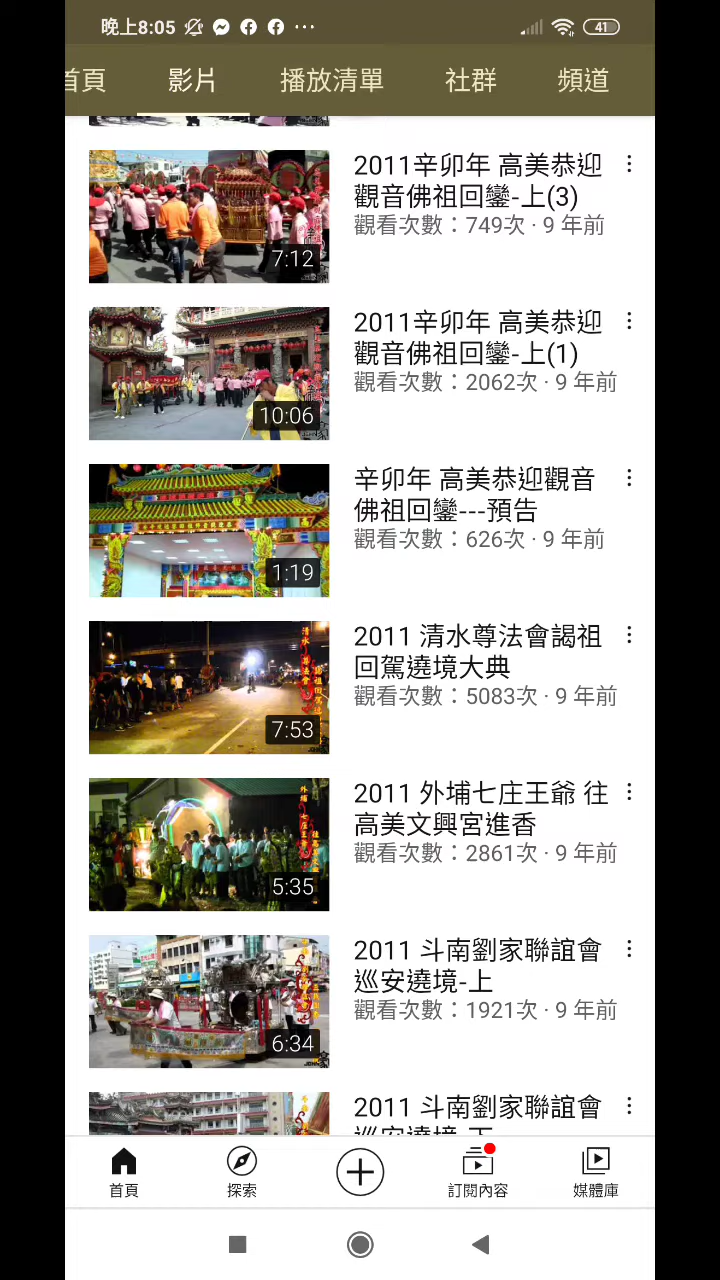 晚上8:05 41
首頁 影片 播放清單 社群 頻道
2011辛卯年 高美恭迎
觀音佛祖回鑾-上(3)
觀看次數：749次 · 9 年前
7:12
2011辛卯年 高美恭迎
觀音佛祖回鑾-上(1)
觀看次數：2062次 · 9 年前
10:06
辛卯年 高美恭迎觀音
佛祖回鑾---預告
觀看次數：626次 · 9 年前
1:19
2011 清水尊法會謁祖
回駕遶境大典
觀看次數：5083次 · 9 年前
清水 尊法會
7:53
2011 外埔七庄王爺 往
高美文興宮進香
觀看次數：2861次 · 9 年前
5:35
2011 斗南劉家聯誼會
巡安遶境-上
觀看次數：1921次 · 9 年前
6:34
2011 斗南劉家聯誼會
巡安遶境-下
首頁 探索 訂閱內容 媒體庫